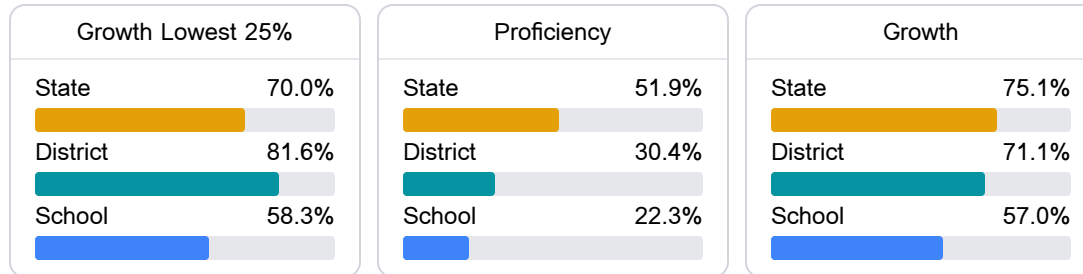 Growth Lowest 25%
State 70.0%
District 81.6%
School 58.3%
Proficiency
State 51.9%
District 30.4%
School 22.3%
Growth
State 75.1%
District 71.1%
School 57.0%